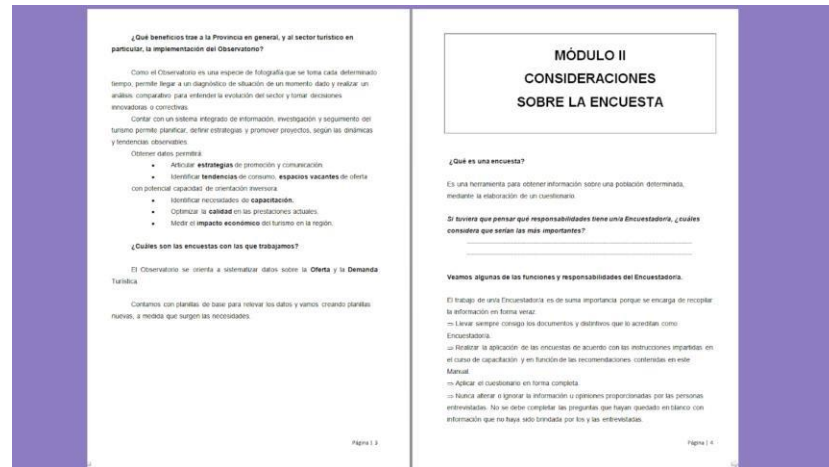 ¿Qué beneficios trae a la Provincia en general, y al sector turístico en
particular, la implementación del Observatorio?
Como el Observatorio es una especie de fotografía que se toma cada determinado
tiempo, permite llegar a un diagnóstico de situación de un momento dado y realizar un
análisis comparativo para entender la evolución del sector y tomar decisiones
innovadoras o correctivas.
Contar con un sistema integrado de información, investigación y seguimiento del
turismo permite planificar, definir estrategias y promover proyectos, según las dinámicas
y tendencias observables.
Obtener datos permitirá:
• Articular estrategias de promoción y comunicación.
• Identificar tendencias de consumo, espacios vacantes de oferta
con potencial capacidad de orientación inversora.
• Identificar necesidades de capacitación.
• Optimizar la calidad en las prestaciones actuales.
• Medir el impacto económico del turismo en la región.
¿Cuáles son las encuestas con las que trabajamos?
El Observatorio se orienta a sistematizar datos sobre la Oferta y la Demanda
Turística.
Contamos con planillas de base para relevar los datos y vamos creando planillas
nuevas, a medida que surgen las necesidades.
Página | 3
MÓDULO II
CONSIDERACIONES
SOBRE LA ENCUESTA
¿Qué es una encuesta?
Es una herramienta para obtener información sobre una población determinada,
mediante la elaboración de un cuestionario.
Si tuviera que pensar qué responsabilidades tiene un/a Encuestador/a, ¿cuáles
considera que serían las más importantes?
Veamos algunas de las funciones y responsabilidades del Encuestador/a.
El trabajo de un/a Encuestador/a es de suma importancia porque se encarga de recopilar
la información en forma veraz.
⇒ Llevar siempre consigo los documentos y distintivos que lo acreditan como
Encuestador/a.
⇒ Realizar la aplicación de las encuestas de acuerdo con las instrucciones impartidas en
el curso de capacitación y en función de las recomendaciones contenidas en este
Manual.
⇒ Aplicar el cuestionario en forma completa.
⇒ Nunca alterar o ignorar la información u opiniones proporcionadas por las personas
entrevistadas. No se debe completar las preguntas que hayan quedado en blanco con
información que no haya sido brindada por los y las entrevistadas.
Página | 4